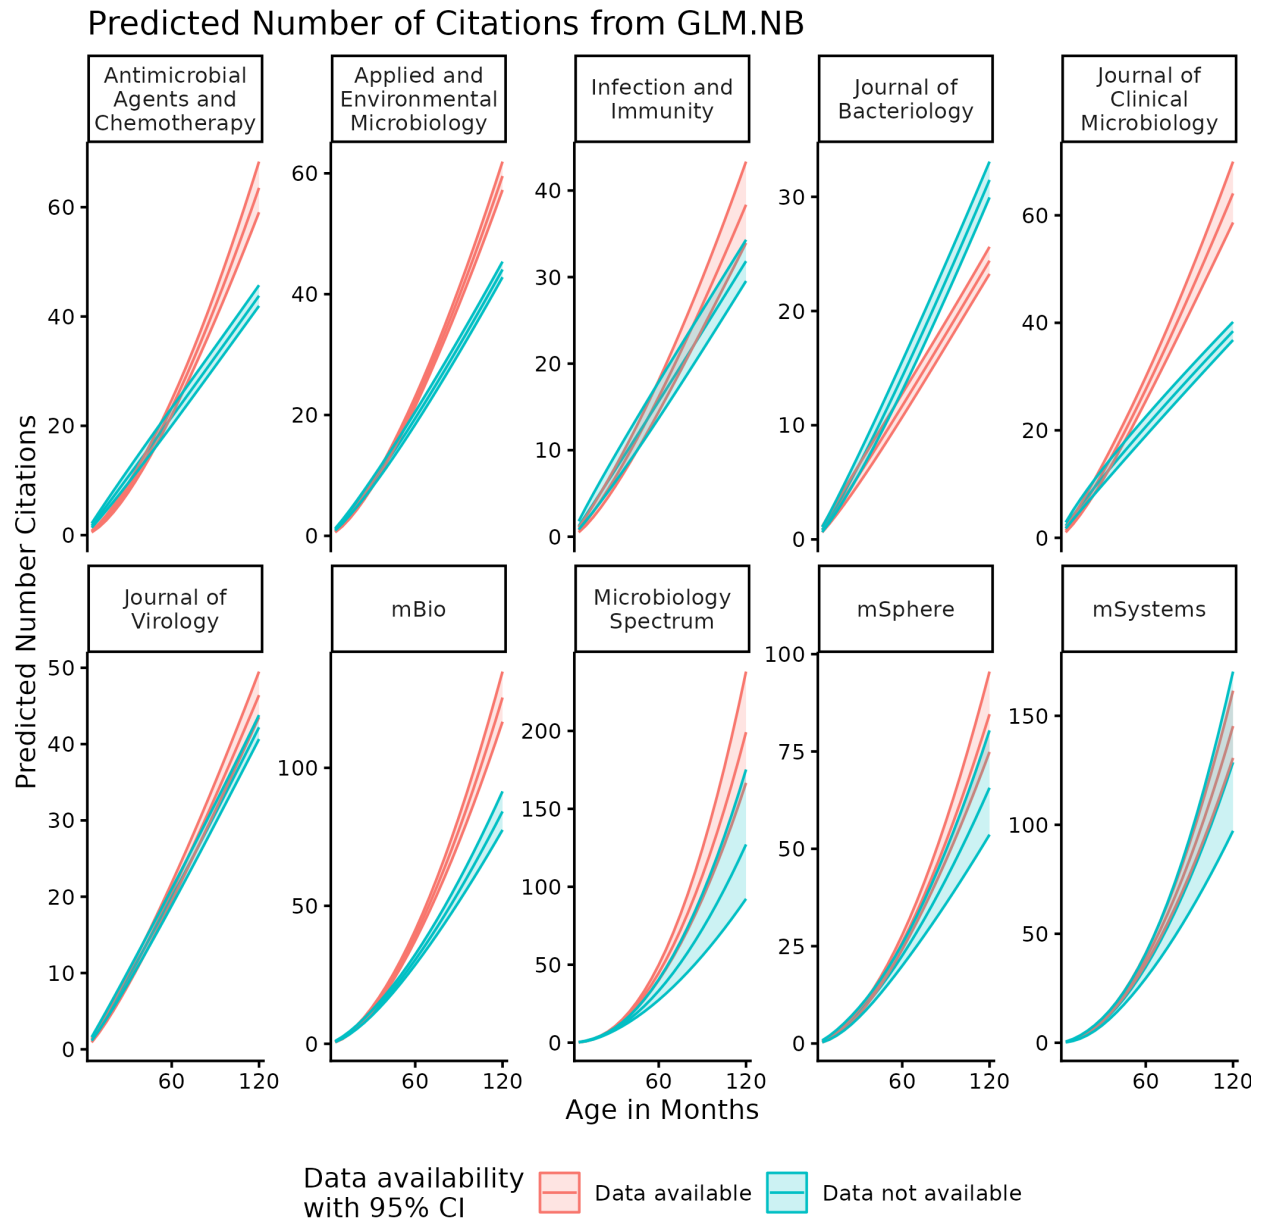 Predicted Number of Citations from GLM.NB
Antimicrobial
Agents and
Chemotherapy
Applied and
Environmental
Microbiology
Infection and
Immunity
Journal of
Bacteriology
Journal of
Clinical
Microbiology
60
40
20
0
60
40
20
0
40
30
20
10
0
30
20
10
0
60
40
20
0
Predicted Number Citations
Journal of
Virology
mBio
Microbiology
Spectrum
mSphere
mSystems
50
40
30
20
10
0
100
50
0
200
150
100
50
0
100
75
50
25
0
150
100
50
0
60 120
60 120
60 120
60 120
60 120
Age in Months
Data availability
with 95% CI
Data available
Data not available